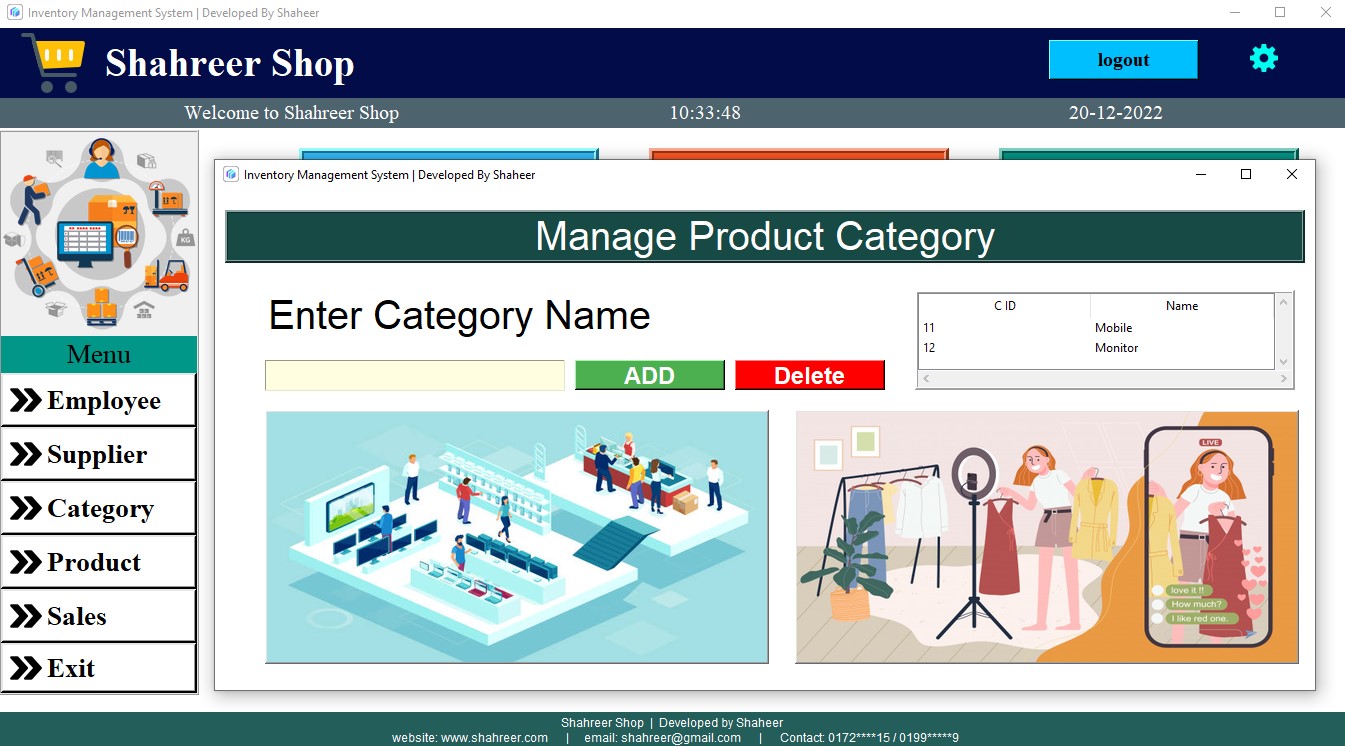 Inventory Management System | Developed By Shaheer
Shahreer Shop
logout
Welcome to Shahreer Shop
10:33:48
20-12-2022
Inventory Management System | Developed By Shaheer
Manage Product Category
Enter Category Name
ADD
Delete
C ID Name
11 Mobile
12 Monitor
KG
LIVE
love it !!
How much?
I like red one.
Menu
Employee
Supplier
Category
Product
Sales
Exit
Shahreer Shop | Developed by Shaheer
website: www.shahreer.com | email: shahreer@gmail.com | Contact: 0172****15 / 0199*****9